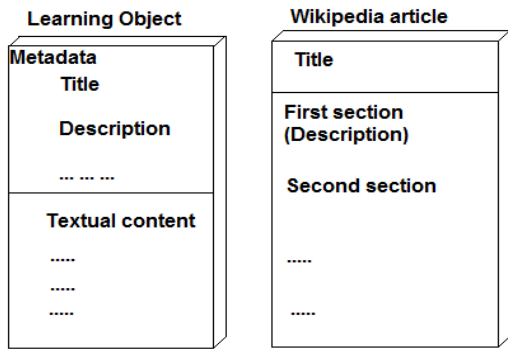 Learning Object
Metadata
Title
Description
... ... ...
Textual content
.....
.....
.....
Wikipedia article
Title
First section
(Description)
Second section
.....
.....